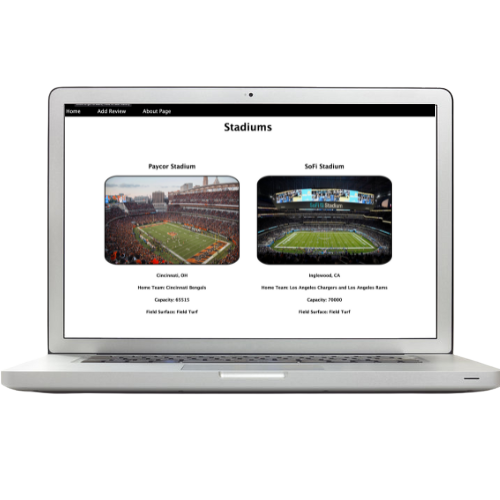 Home Add Review About Page
Stadiums
Paycor Stadium
SoFi Stadium
SoFi Stadium
Cincinnati, OH
Home Team: Cincinnati Bengals
Capacity: 65515
Field Surface: Field Turf
Inglewood, CA
Home Team: Los Angeles Chargers and Los Angeles Rams
Capacity: 70000
Field Surface: Field Turf